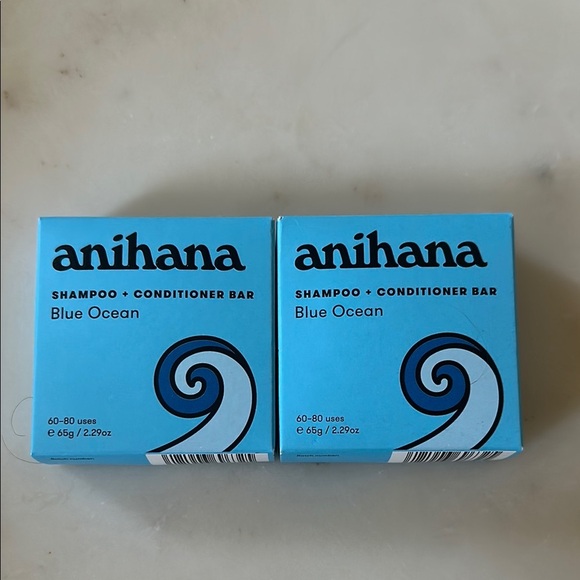 anihana
SHAMPOO + CONDITIONER BAR
Blue Ocean
60-80 uses
℮ 65g / 2.29oz
anihana
SHAMPOO + CONDITIONER BAR
Blue Ocean
60-80 uses
℮ 65g / 2.29oz